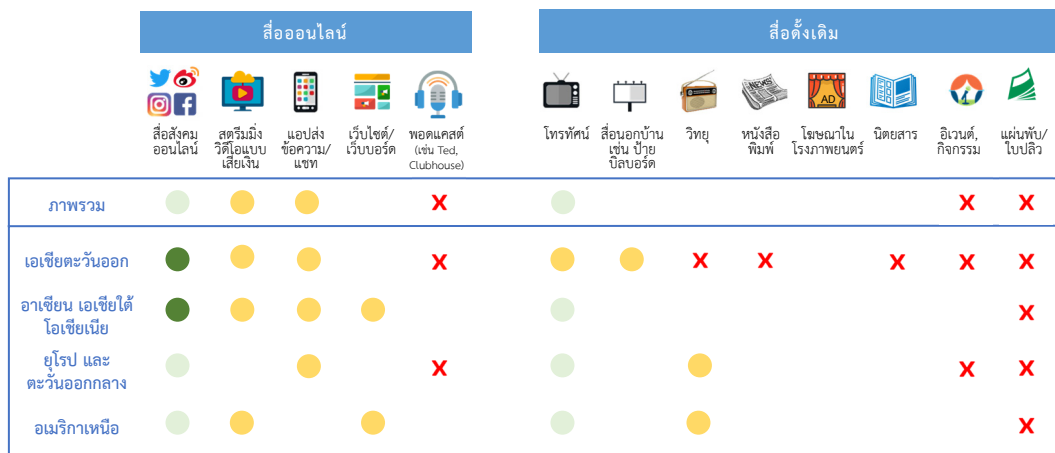 สื่อออนไลน์
สื่อดั้งเดิม
NEWS
AD
สื่อสังคม
ออนไลน์
สตรีมมิ่ง
วิดีโอแบบ
เสียเงิน
แอปส่ง
ข้อความ/
แชท
เว็บไซต์/
เว็บบอร์ด
พอดแคสต์
(เช่น Ted,
Clubhouse)
โทรทัศน์
สื่อนอกบ้าน
เช่น ป้าย
บิลบอร์ด
วิทยุ
หนังสือ
พิมพ์
โฆษณาใน
โรงภาพยนตร์
นิตยสาร
อีเวนต์,
กิจกรรม
แผ่นพับ/
ใบปลิว
ภาพรวม
X X X
เอเชียตะวันออก
X X X X X X
อาเซียน เอเชียใต้
โอเชียเนีย
X
ยุโรป และ
ตะวันออกกลาง
X X X
อเมริกาเหนือ
X